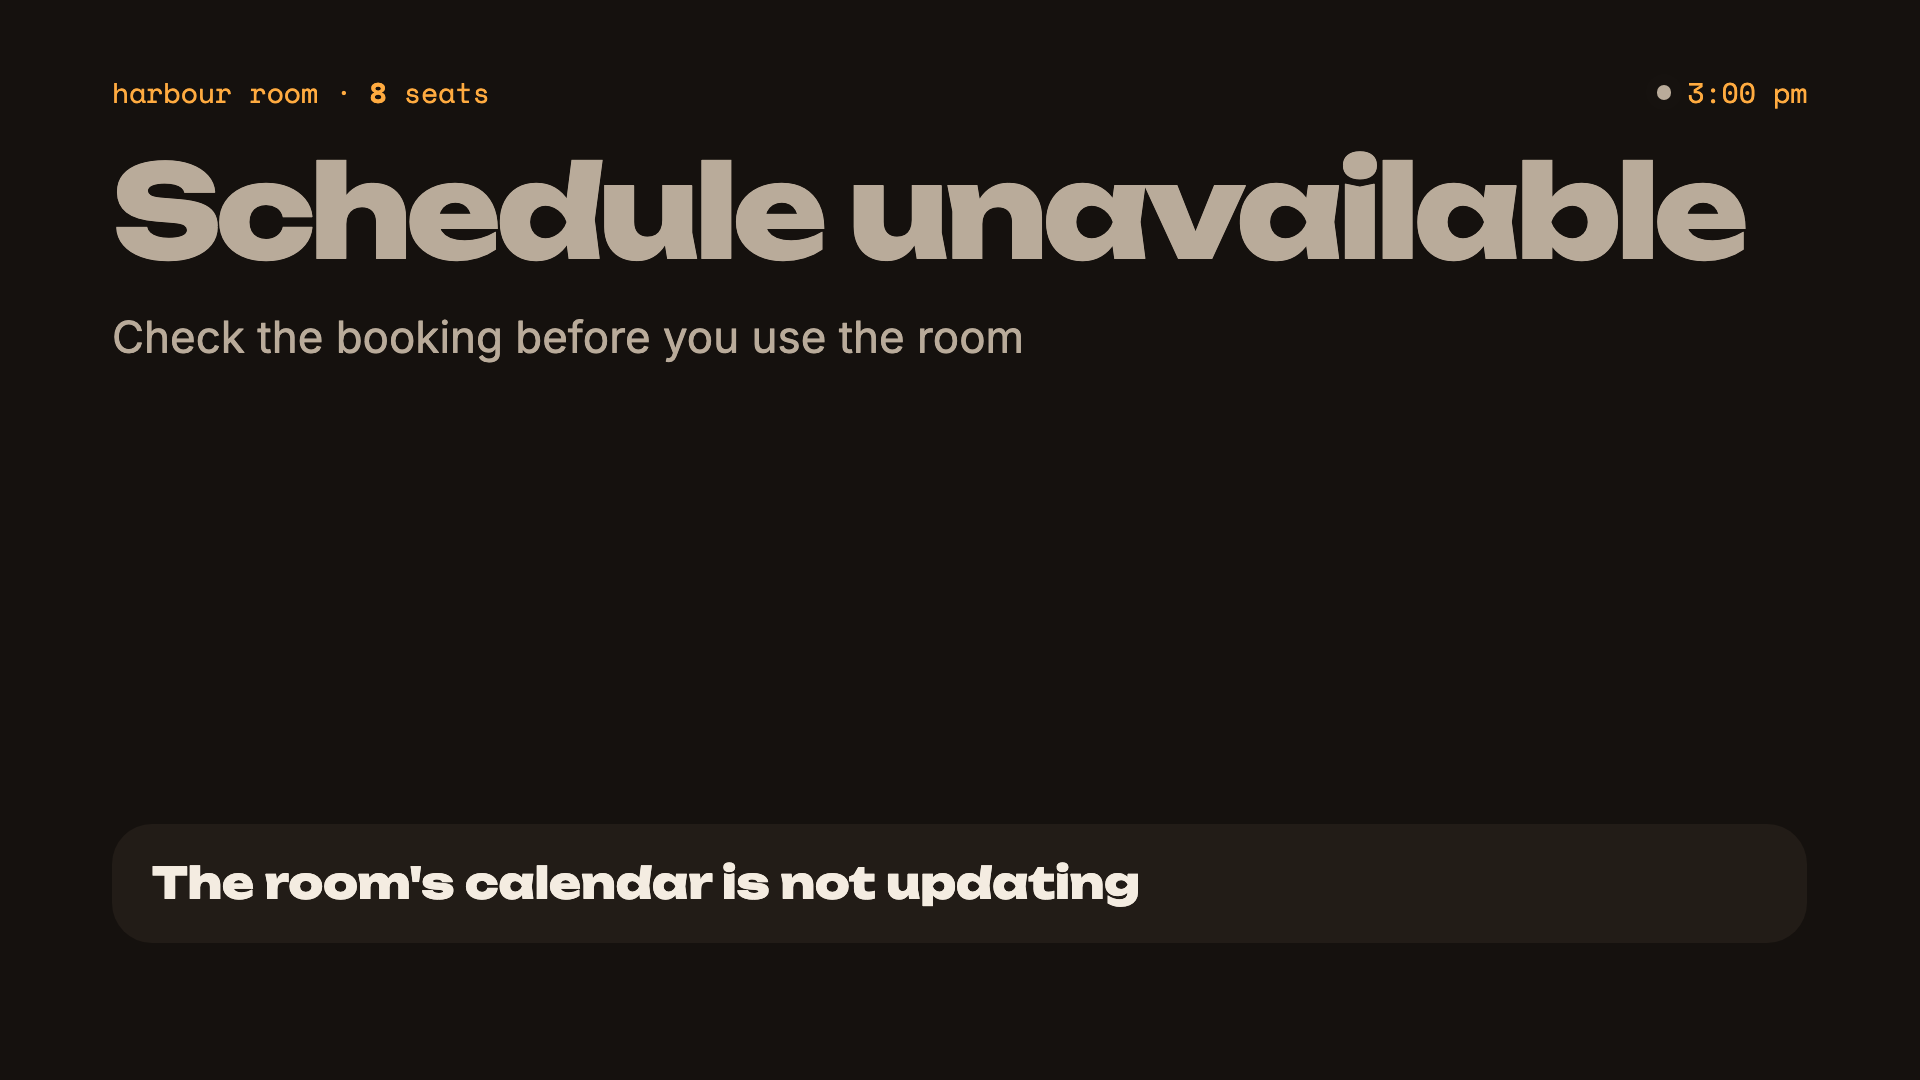 harbour room · 8 seats
3:00 pm
Schedule unavailable
Check the booking before you use the room
The room's calendar is not updating